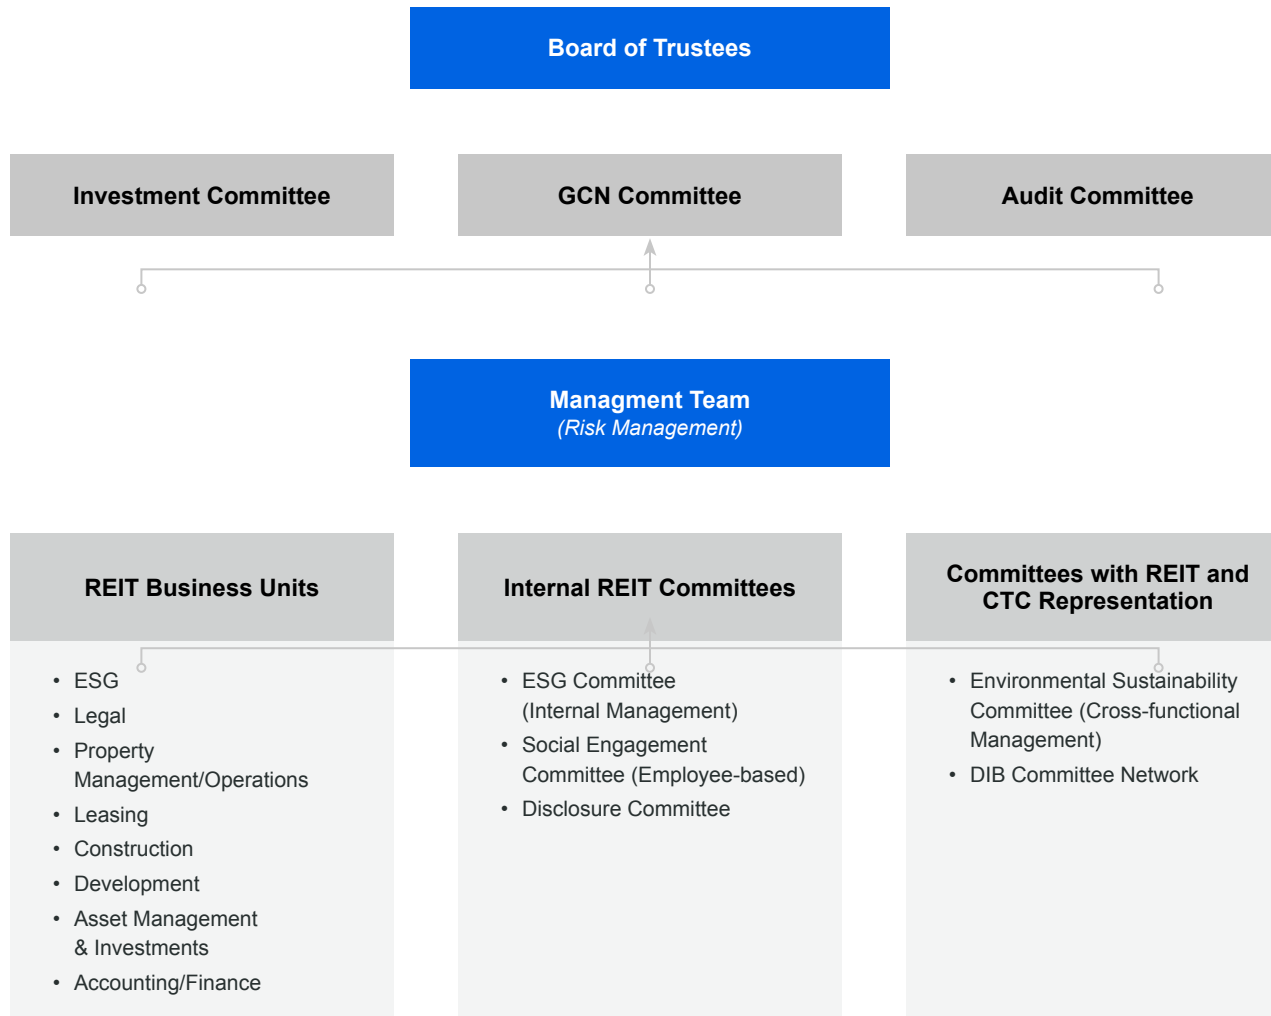 Board of Trustees
Investment Committee
GCN Committee
Audit Committee
Managment Team
(Risk Management)
REIT Business Units
Internal REIT Committees
Committees with REIT and
CTC Representation
• ESG
• Legal
• Property
Management/Operations
• Leasing
• Construction
• Development
• Asset Management
& Investments
• Accounting/Finance
• ESG Committee
(Internal Management)
• Social Engagement
Committee (Employee-based)
• Disclosure Committee
• Environmental Sustainability
Committee (Cross-functional
Management)
• DIB Committee Network